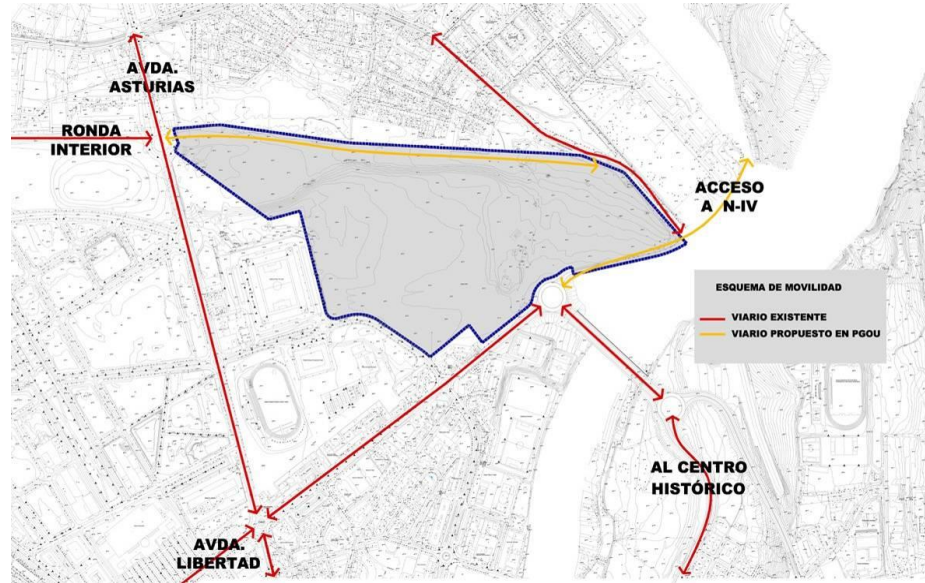 AVDA.
ASTURIAS
RONDA
INTERIOR
ACCESO
A N-IV
ESQUEMA DE MOVILIDAD
VIARIO EXISTENTE
VIARIO PROPUESTO EN PGOU
AL CENTRO
HISTÓRICO
AVDA.
LIBERTAD